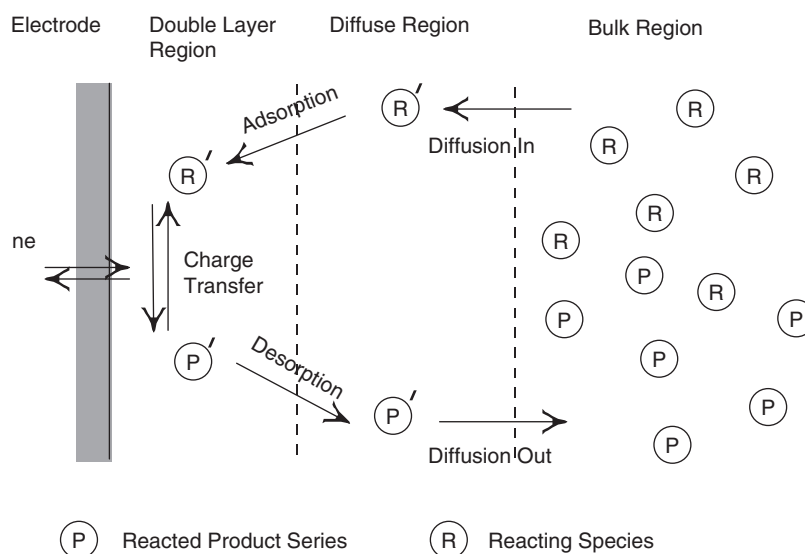 Electrode
Double Layer
Region
Diffuse Region
Bulk Region
Adsorption
R′
Diffusion In
R
R
R′
R
R
ne
Charge
Transfer
R
P
R
P
P
P′
Desorption
P
P′
P
Diffusion Out
P
P Reacted Product Series
R Reacting Species